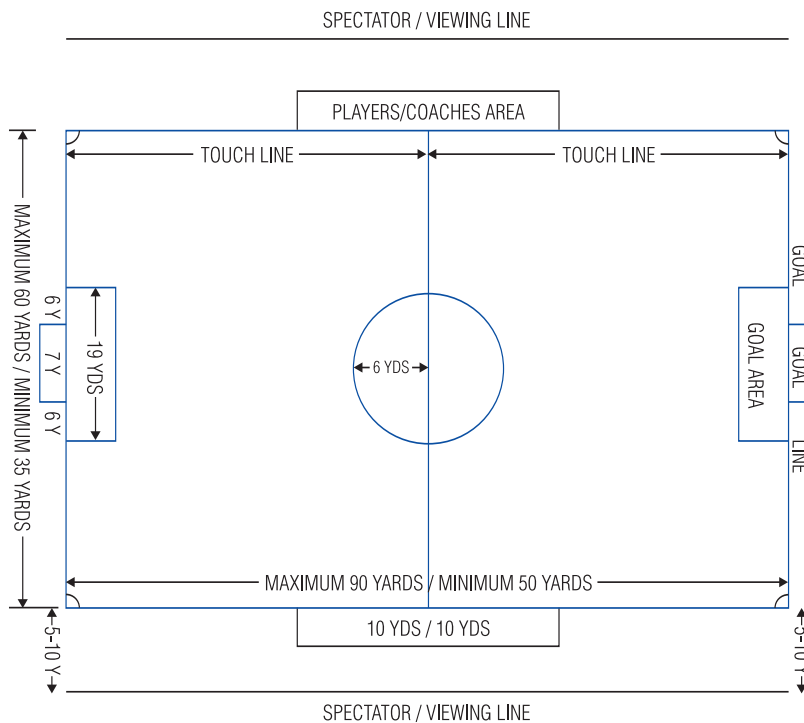 SPECTATOR / VIEWING LINE
PLAYERS/COACHES AREA
TOUCH LINE
TOUCH LINE
MAXIMUM 60 YARDS / MINIMUM 35 YARDS
6 Y
7 Y
6 Y
19 YDS
6 YDS
GOAL AREA
GOAL
GOAL
LINE
MAXIMUM 90 YARDS / MINIMUM 50 YARDS
10 YDS / 10 YDS
5-10 Y
5-10 Y
SPECTATOR / VIEWING LINE